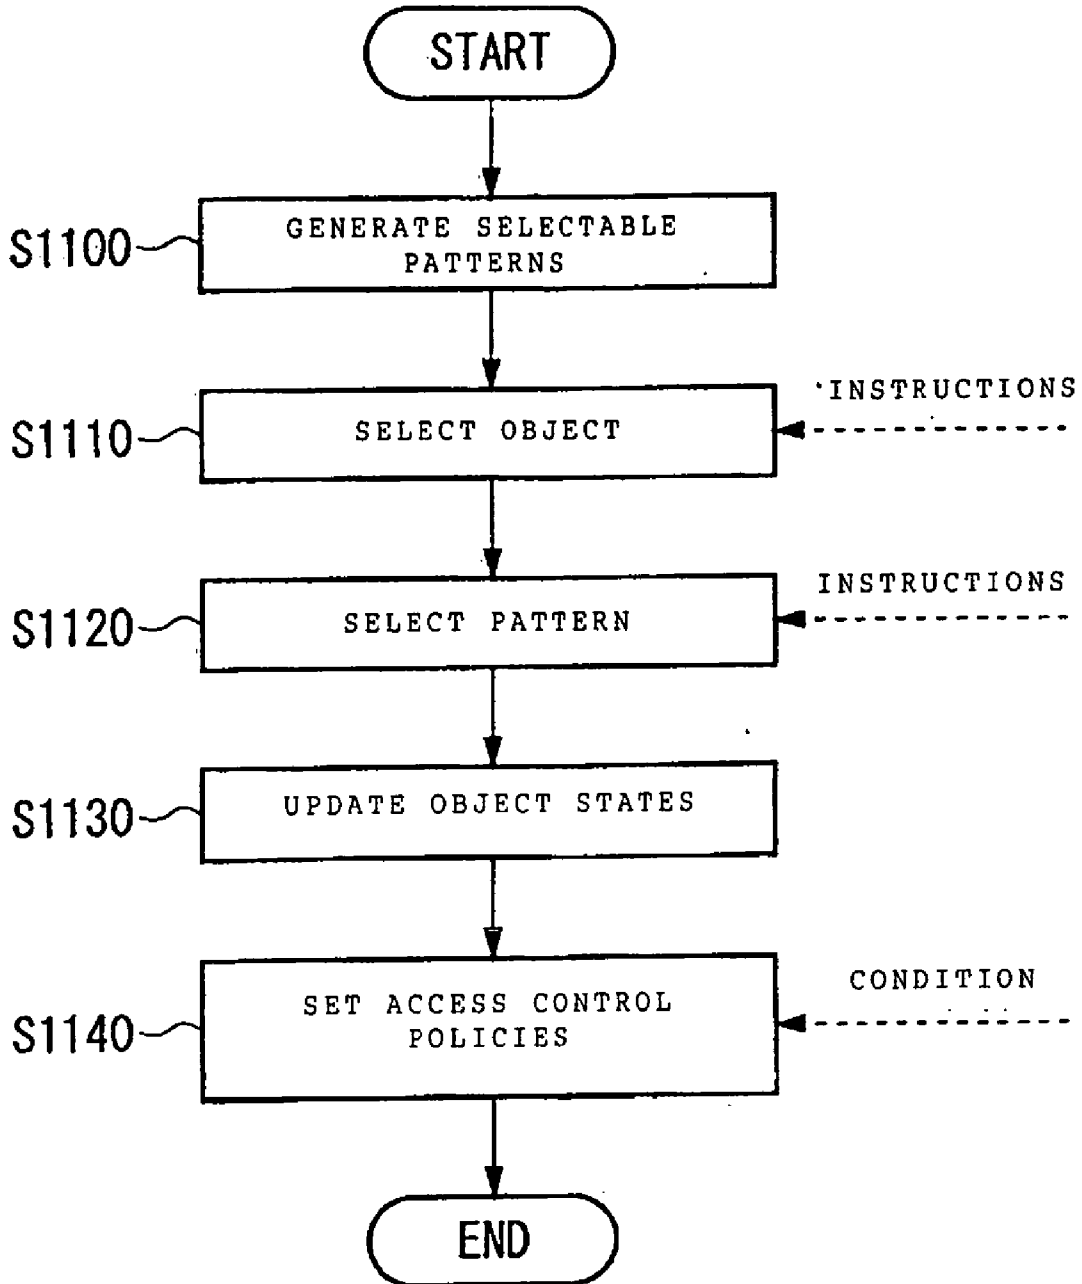 START
S1100
GENERATE SELECTABLE
PATTERNS
INSTRUCTIONS
S1110
SELECT OBJECT
INSTRUCTIONS
S1120
SELECT PATTERN
S1130
UPDATE OBJECT STATES
CONDITION
S1140
SET ACCESS CONTROL
POLICIES
END